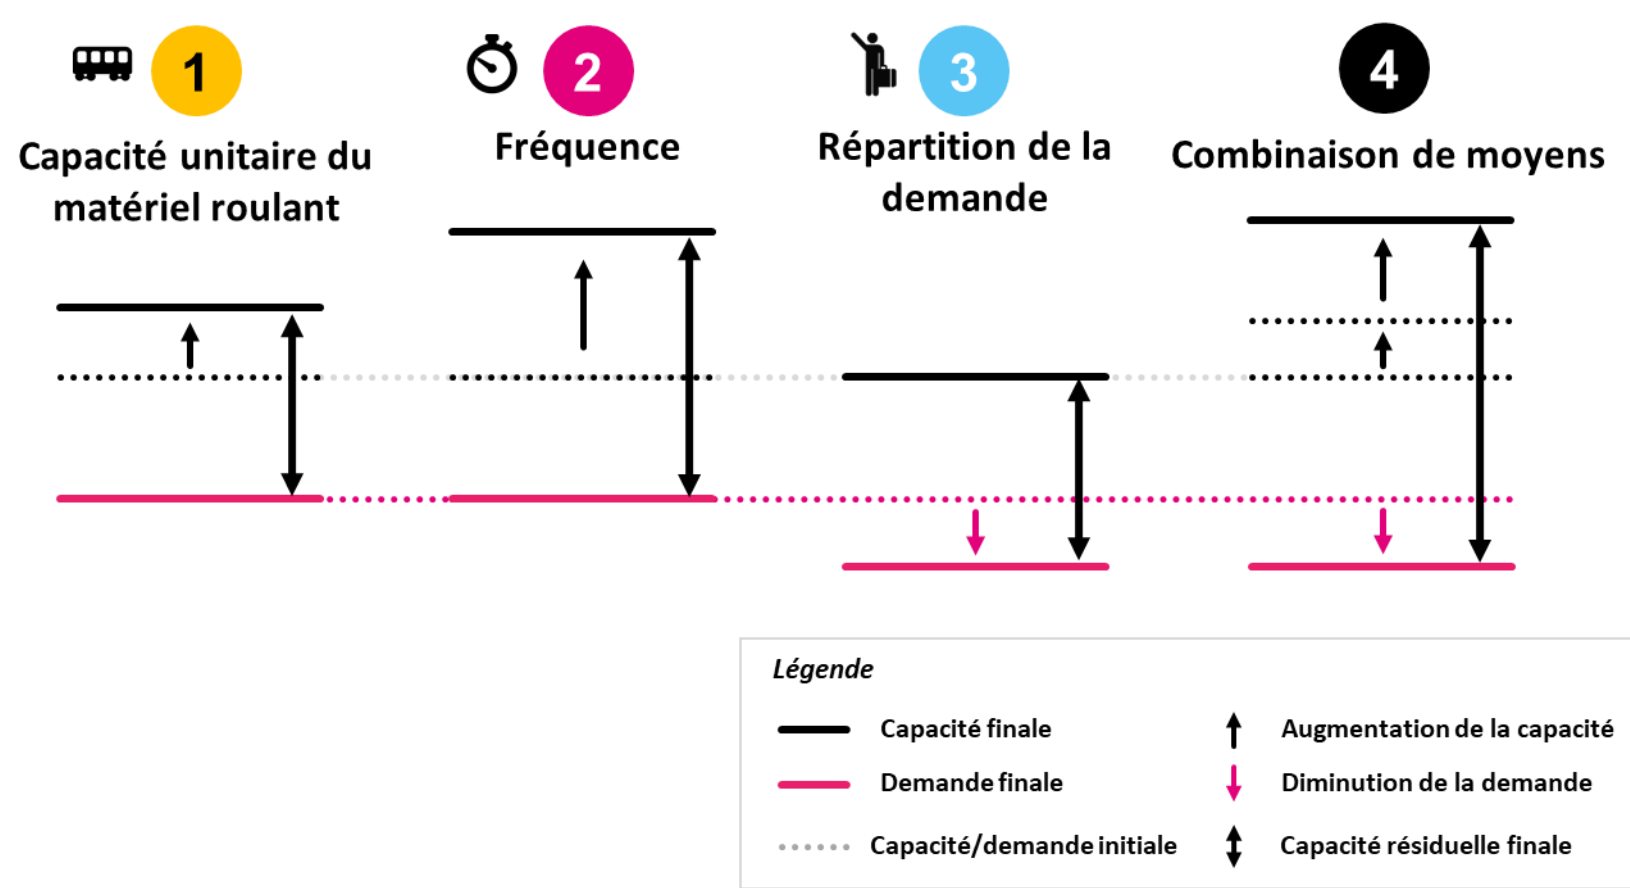 1
Capacité unitaire du
matériel roulant
2
Fréquence
3
Répartition de la
demande
4
Combinaison de moyens
Légende
Capacité finale
Augmentation de la capacité
Demande finale
Diminution de la demande
Capacité/demande initiale
Capacité résiduelle finale